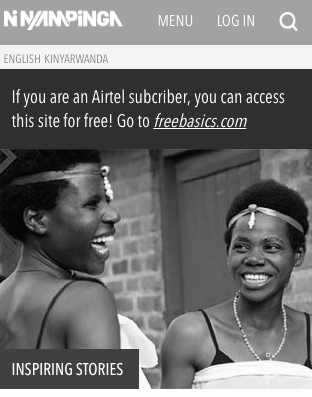 Ni NYAMPINGA
MENU
LOG IN
ENGLISH KINYARWANDA
If you are an Airtel subcriber, you can access
this site for free! Go to freebasics.com
INSPIRING STORIES